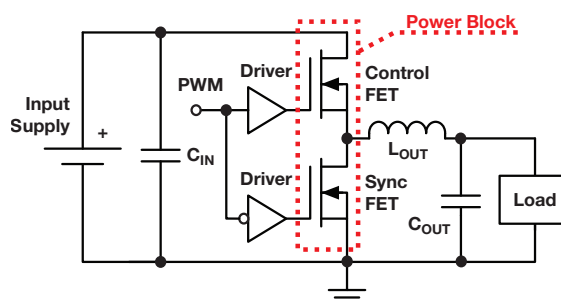 Power Block
Driver
Control
FET
PWM
Input
Supply
+
C_IN
L_OUT
Driver
Sync
FET
C_OUT
Load